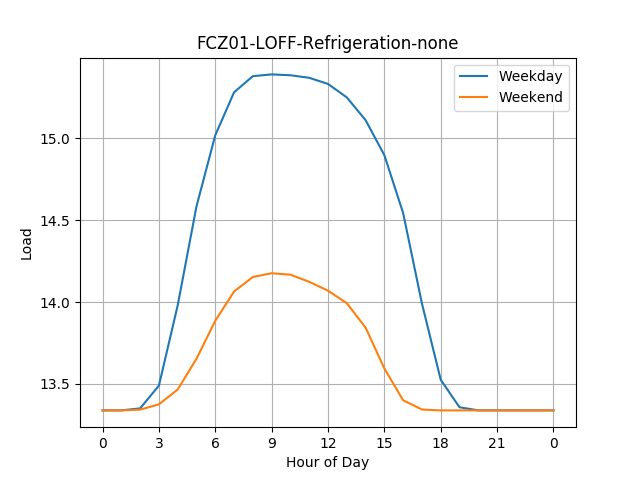 FCZ01-LOFF-Refrigeration-none
Weekday
Weekend
15.0
14.5
14.0
13.5
Load
0 3 6 9 12 15 18 21 0
Hour of Day